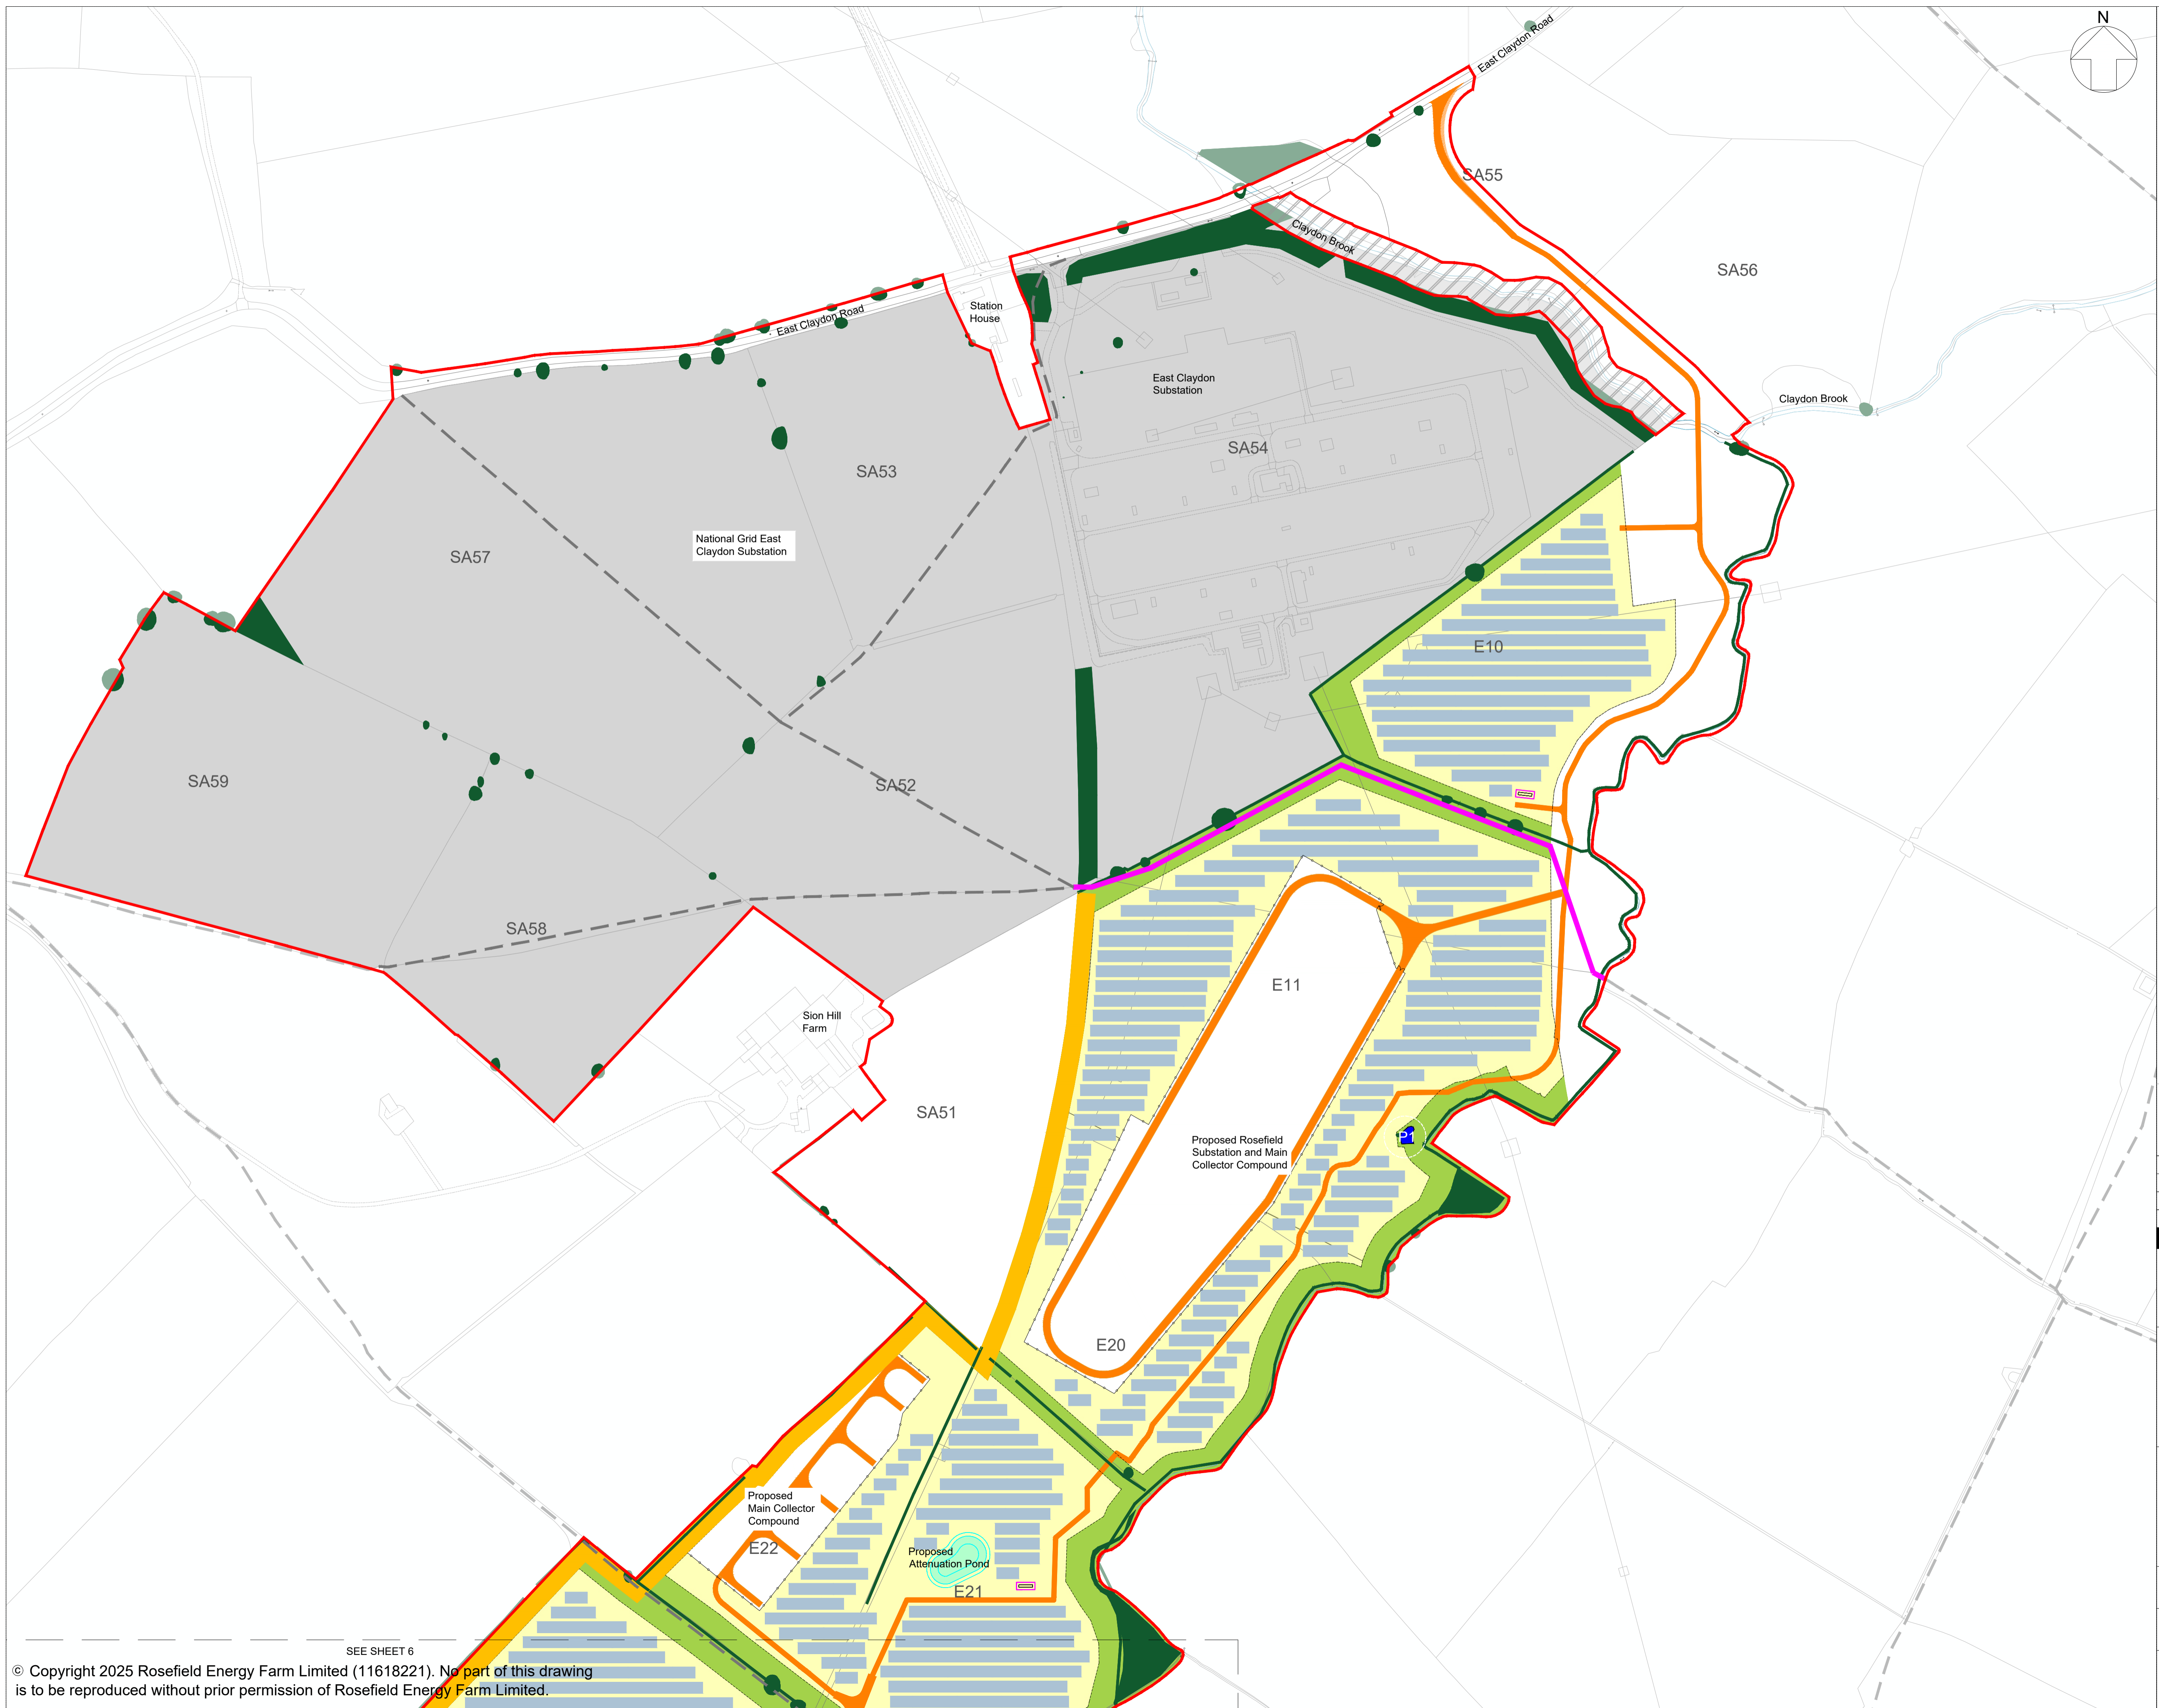 N
East Claydon Road
SA55
Claydon Brook
SA56
Station
House
East Claydon Road
East Claydon
Substation
Claydon Brook
SA53
SA54
National Grid East
Claydon Substation
SA57
E10
SA59
SA52
SA58
E11
Sion Hill
Farm
SA51
P1
Proposed Rosefield
Substation and Main
Collector Compound
E20
Proposed
Main Collector
Compound
E22
Proposed
Attenuation Pond
E21
SEE SHEET 6
© Copyright 2025 Rosefield Energy Farm Limited (11618221). No part of this drawing
is to be reproduced without prior permission of Rosefield Energy Farm Limited.